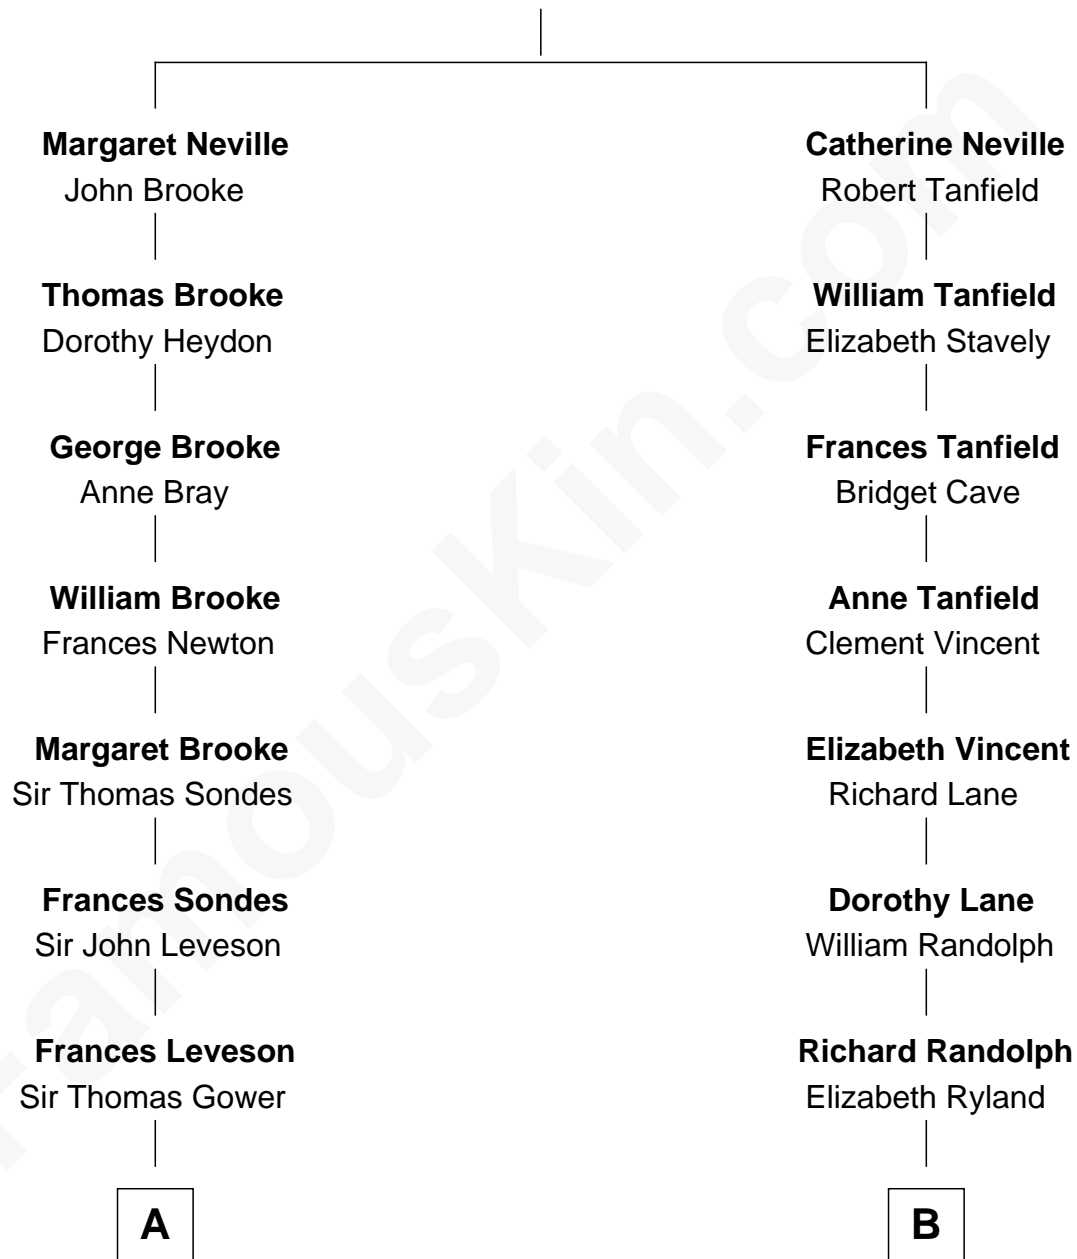 Margaret Neville
John Brooke
Catherine Neville
Robert Tanfield
Thomas Brooke
Dorothy Heydon
William Tanfield
Elizabeth Stavely
George Brooke
Anne Bray
Frances Tanfield
Bridget Cave
William Brooke
Frances Newton
Anne Tanfield
Clement Vincent
Margaret Brooke
Sir Thomas Sondes
Elizabeth Vincent
Richard Lane
Frances Sondes
Sir John Leveson
Dorothy Lane
William Randolph
Frances Leveson
Sir Thomas Gower
Richard Randolph
Elizabeth Ryland
A
B
FamousKin.com